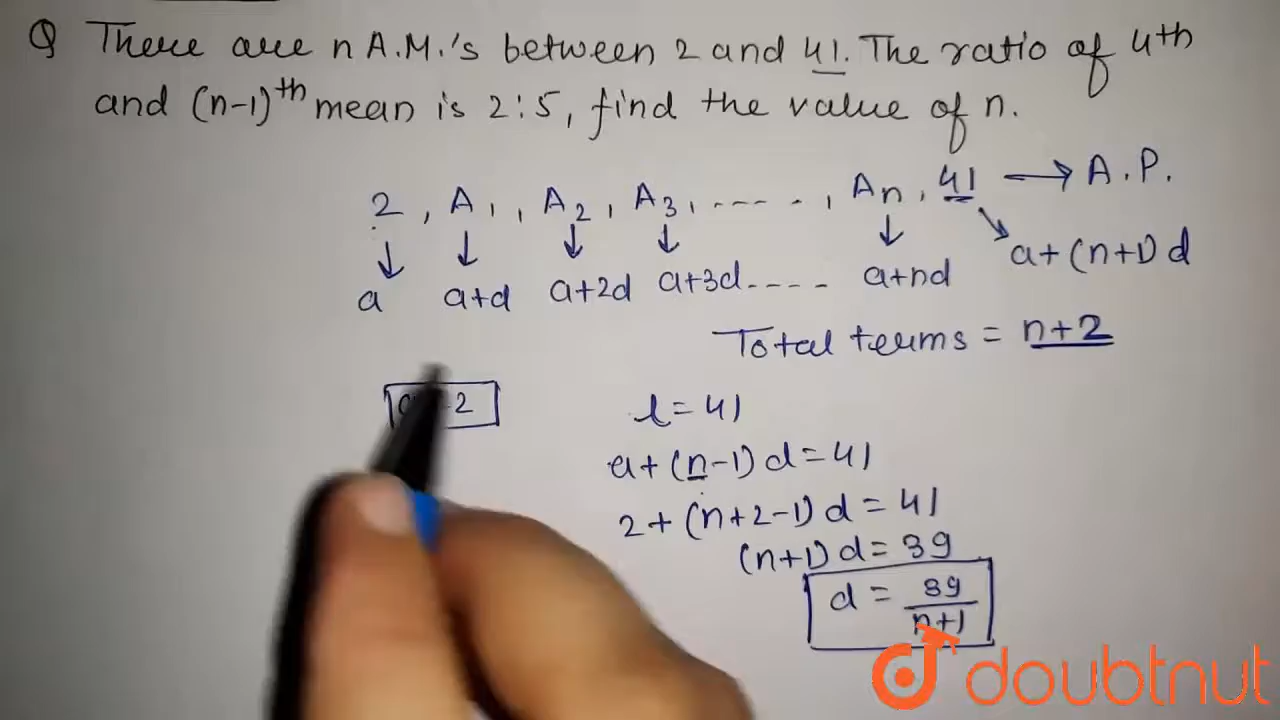 Q There are n A.M.'s between 2 and 41. The ratio of 4th
and (n-1)th mean is 2:5, find the value of n.
2, A1, A2, A3, ......, An, 41 → A.P.
a a+d a+2d a+3d ..... a+nd a+(n+1)d
Total terms = n+2
2 l = 41
a+(n-1)d = 41
2+(n+2-1)d = 41
(n+1)d = 39
d = 39/n+1
doubtnut